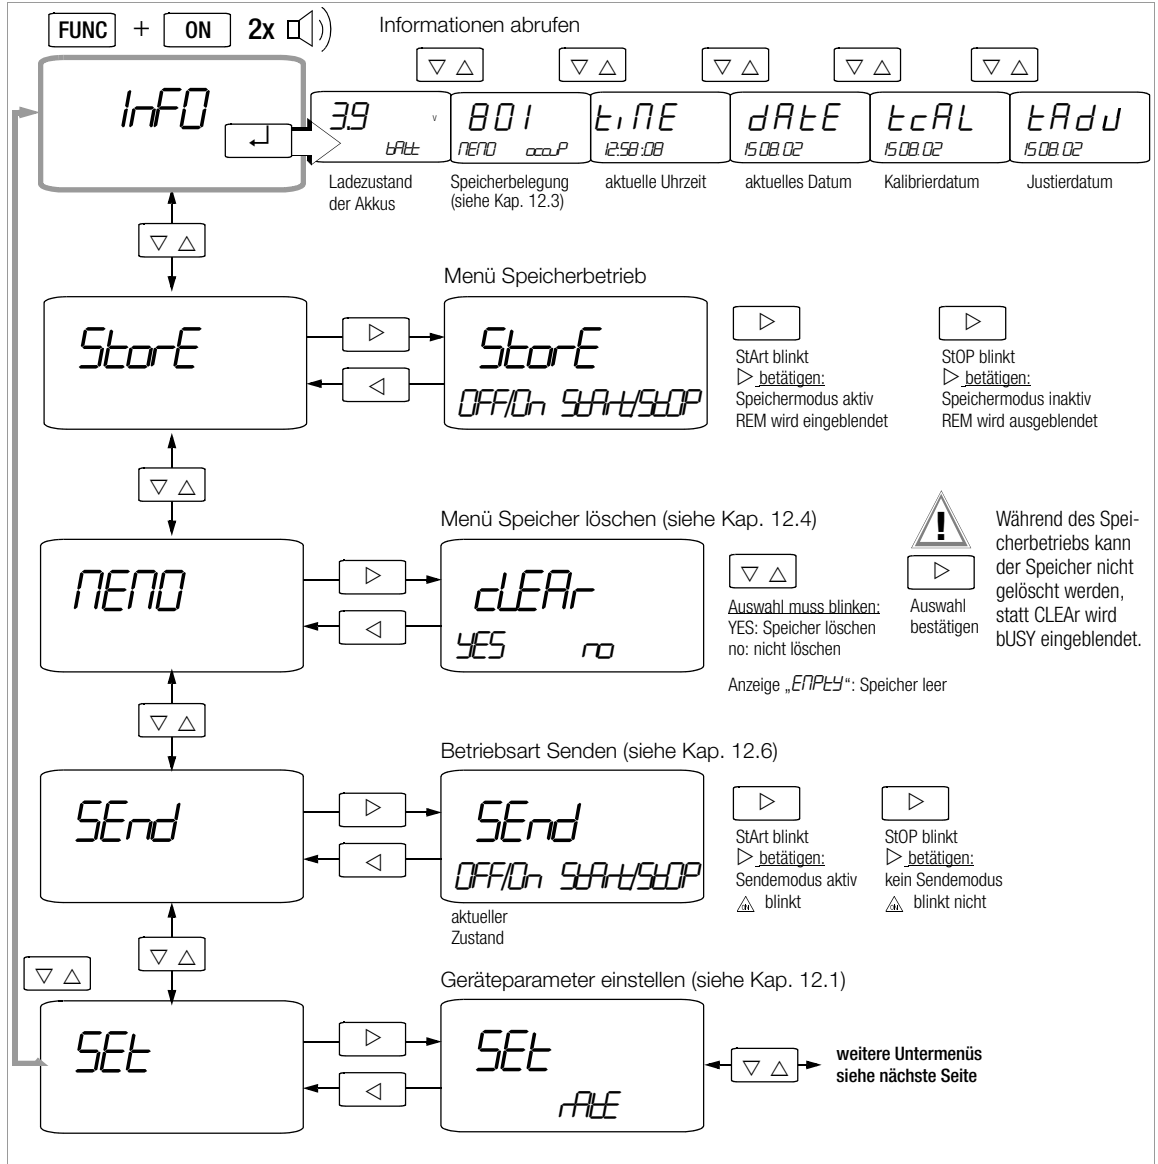 FUNC + ON 2x Informationen abrufen
InFO
3.9 V bAtt
801 MEMO occuP
tiME 12:58:08
dAtE 15.08.02
tcAL 15.08.02
tAdJ 15.08.02
Ladezustand
der Akkus
Speicherbelegung
(siehe Kap. 12.3)
aktuelle Uhrzeit
aktuelles Datum
Kalibrierdatum
Justierdatum
Menü Speicherbetrieb
StorE
StorE
OFF/On StArt/StOP
StArt blinkt
betätigen:
Speichermodus aktiv
REM wird eingeblendet
StOP blinkt
betätigen:
Speichermodus inaktiv
REM wird ausgeblendet
Menü Speicher löschen (siehe Kap. 12.4)
MEMO
cLEAr
YES no
Auswahl muss blinken:
YES: Speicher löschen
no: nicht löschen
Anzeige „EMPtY“: Speicher leer
!
Auswahl
bestätigen
Während des Spei-
cherbetriebs kann
der Speicher nicht
gelöscht werden,
statt CLEAr wird
bUSY eingeblendet.
Betriebsart Senden (siehe Kap. 12.6)
SEnd
SEnd
OFF/On StArt/StOP
aktueller
Zustand
StArt blinkt
betätigen:
Sendemodus aktiv
ON blinkt
StOP blinkt
betätigen:
kein Sendemodus
ON blinkt nicht
Geräteparameter einstellen (siehe Kap. 12.1)
SEt
SEt
rAtE
weitere Untermenüs
siehe nächste Seite